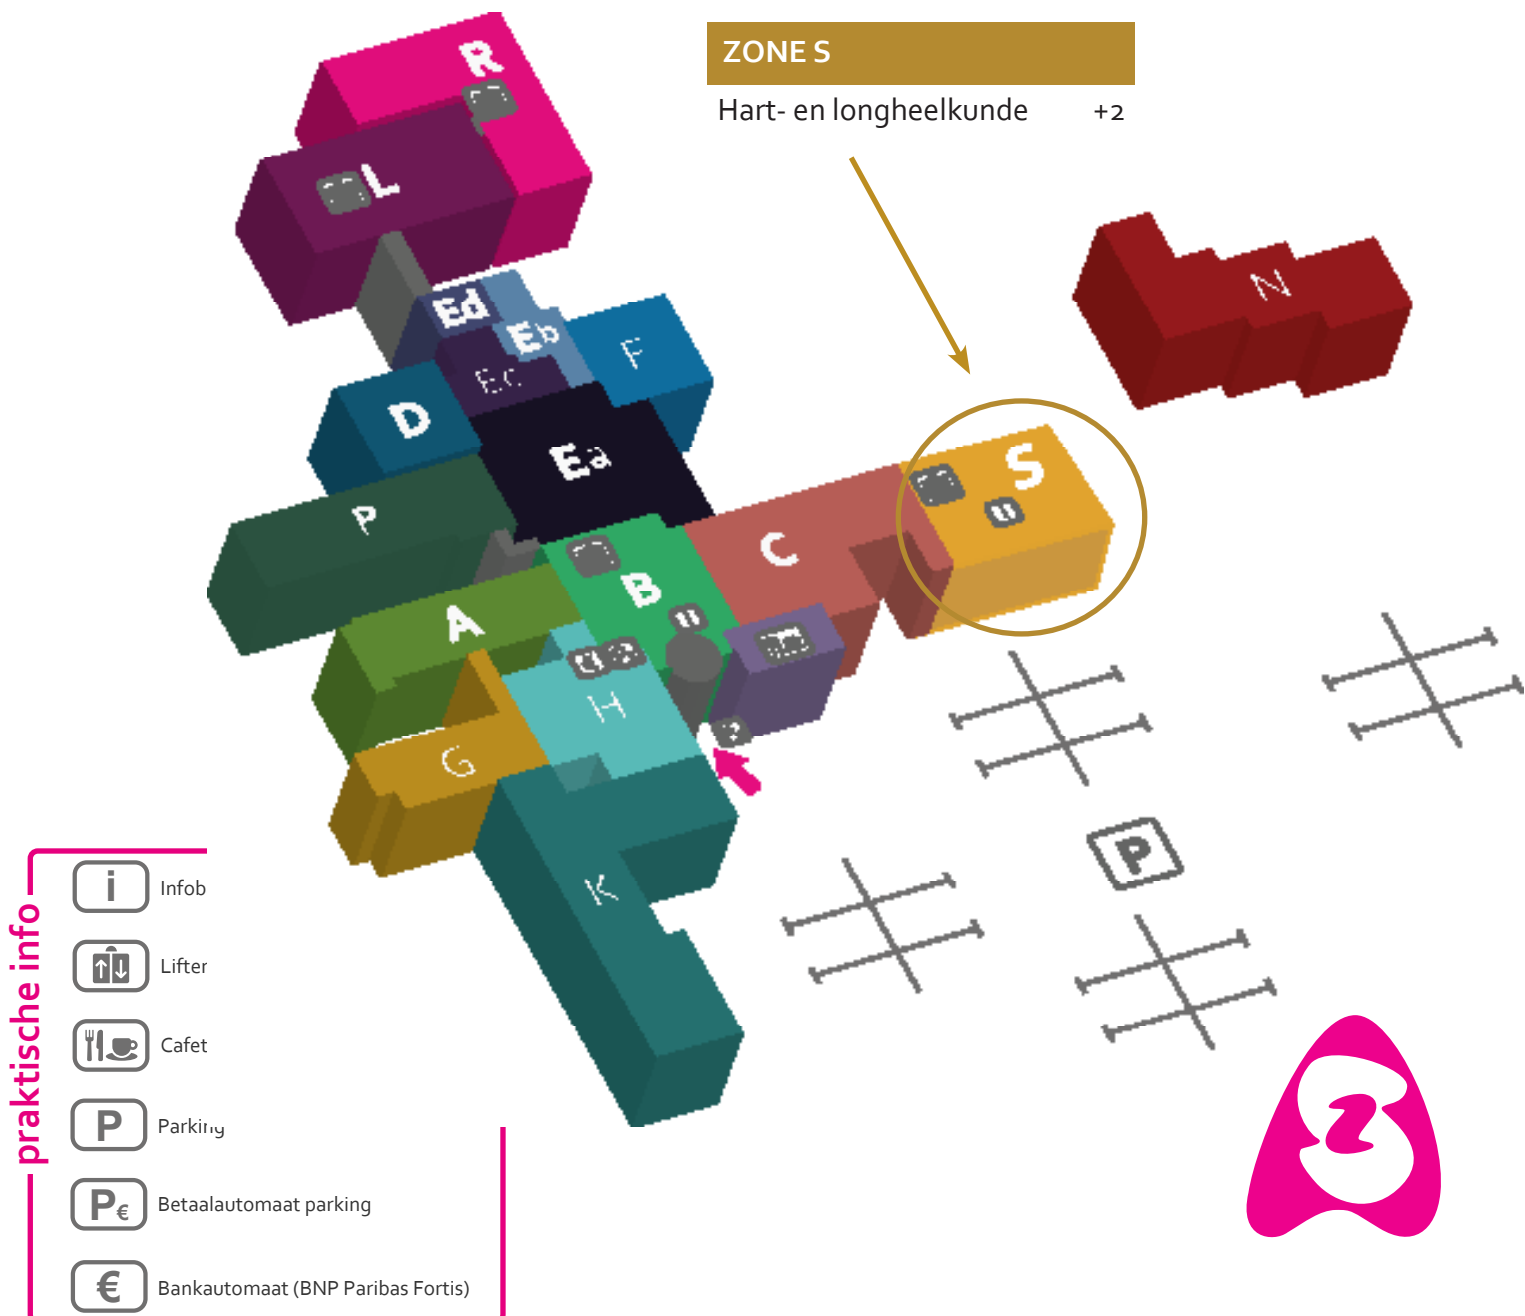 ZONE S
Hart- en longheelkunde +2
R
L
N
Ed
Eb
F
Ec
D
Ea
S
P
C
B
A
H
G
P
K
praktische info
i Infob
Lifter
Cafet
P Parking
P€ Betaalautomaat parking
€ Bankautomaat (BNP Paribas Fortis)